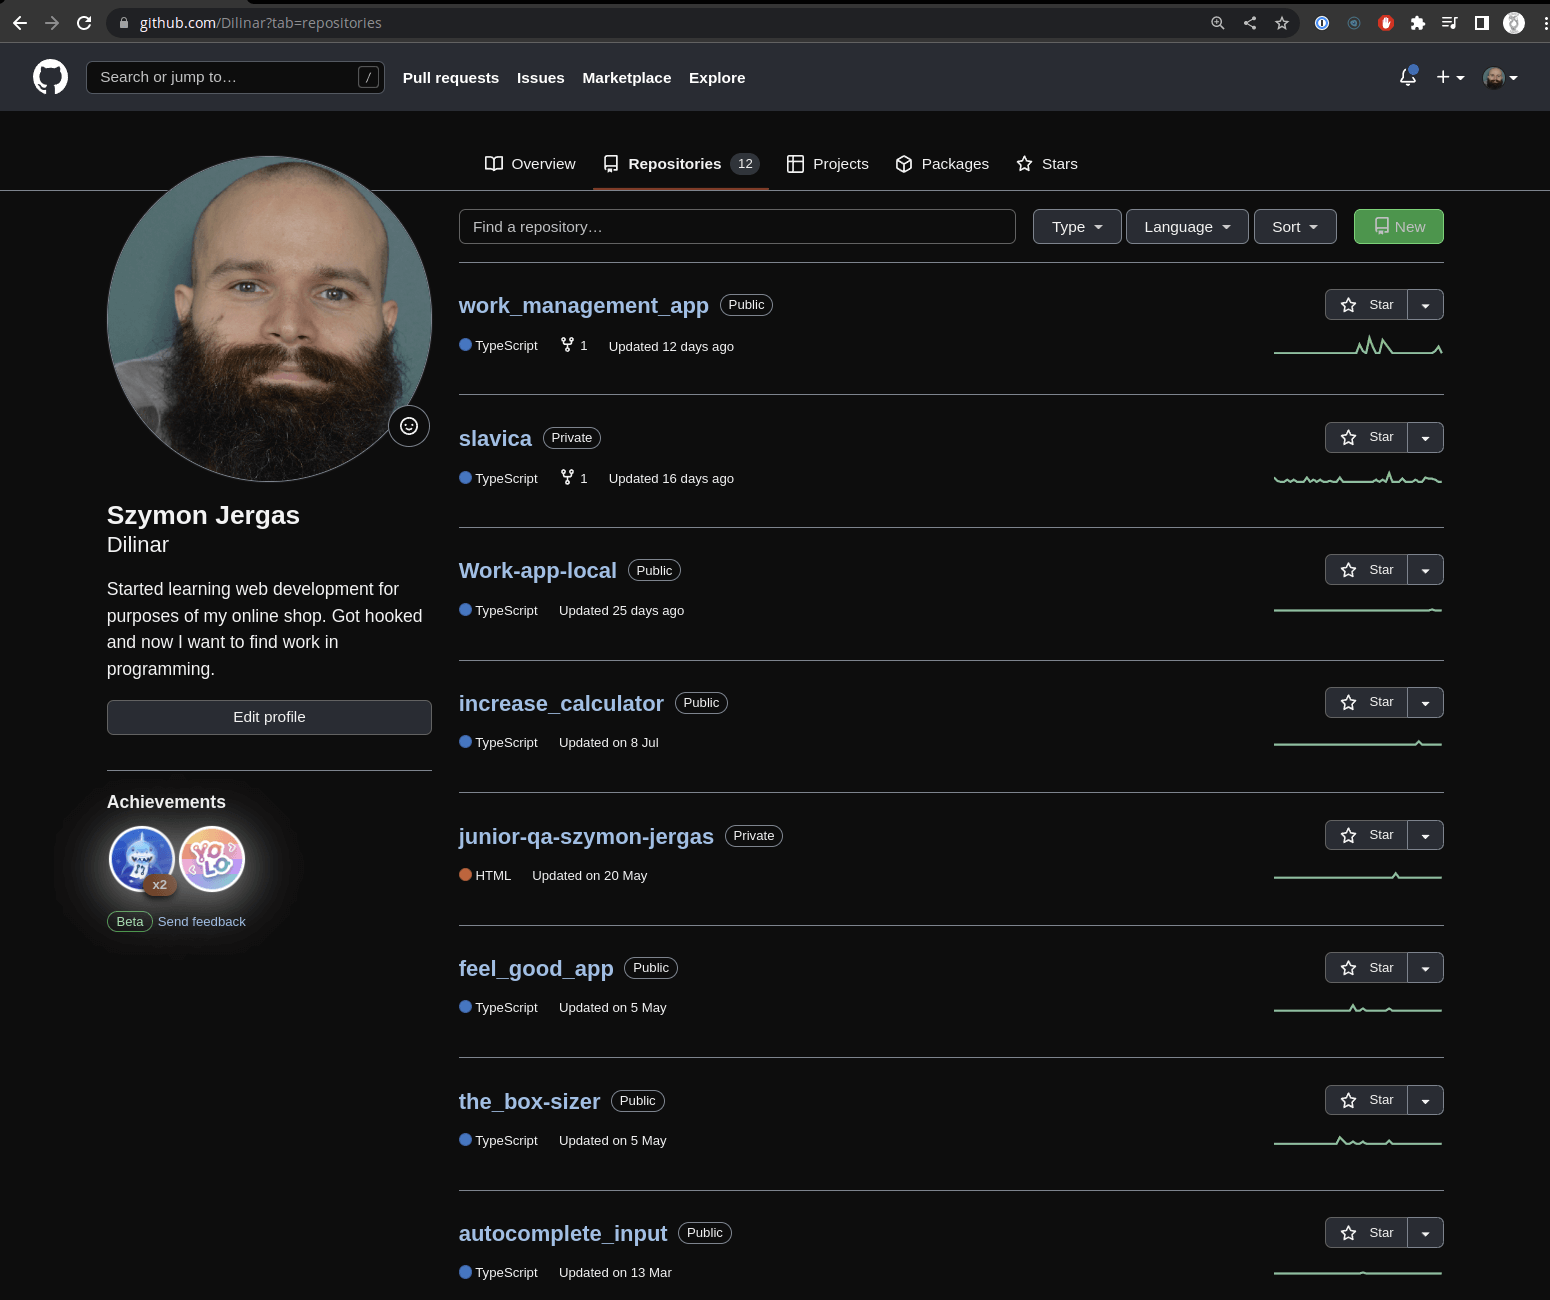 github.com/Dilinar?tab=repositories
Search or jump to… /
Pull requests Issues Marketplace Explore
Overview Repositories 12 Projects Packages Stars
Find a repository… Type Language Sort New
work_management_app Public Star
TypeScript 1 Updated 12 days ago
slavica Private Star
TypeScript 1 Updated 16 days ago
Szymon Jergas
Dilinar
Started learning web development for
purposes of my online shop. Got hooked
and now I want to find work in
programming.
Edit profile
Achievements
x2
YOLO
Beta Send feedback
Work-app-local Public Star
TypeScript Updated 25 days ago
increase_calculator Public Star
TypeScript Updated on 8 Jul
junior-qa-szymon-jergas Private Star
HTML Updated on 20 May
feel_good_app Public Star
TypeScript Updated on 5 May
the_box-sizer Public Star
TypeScript Updated on 5 May
autocomplete_input Public Star
TypeScript Updated on 13 Mar